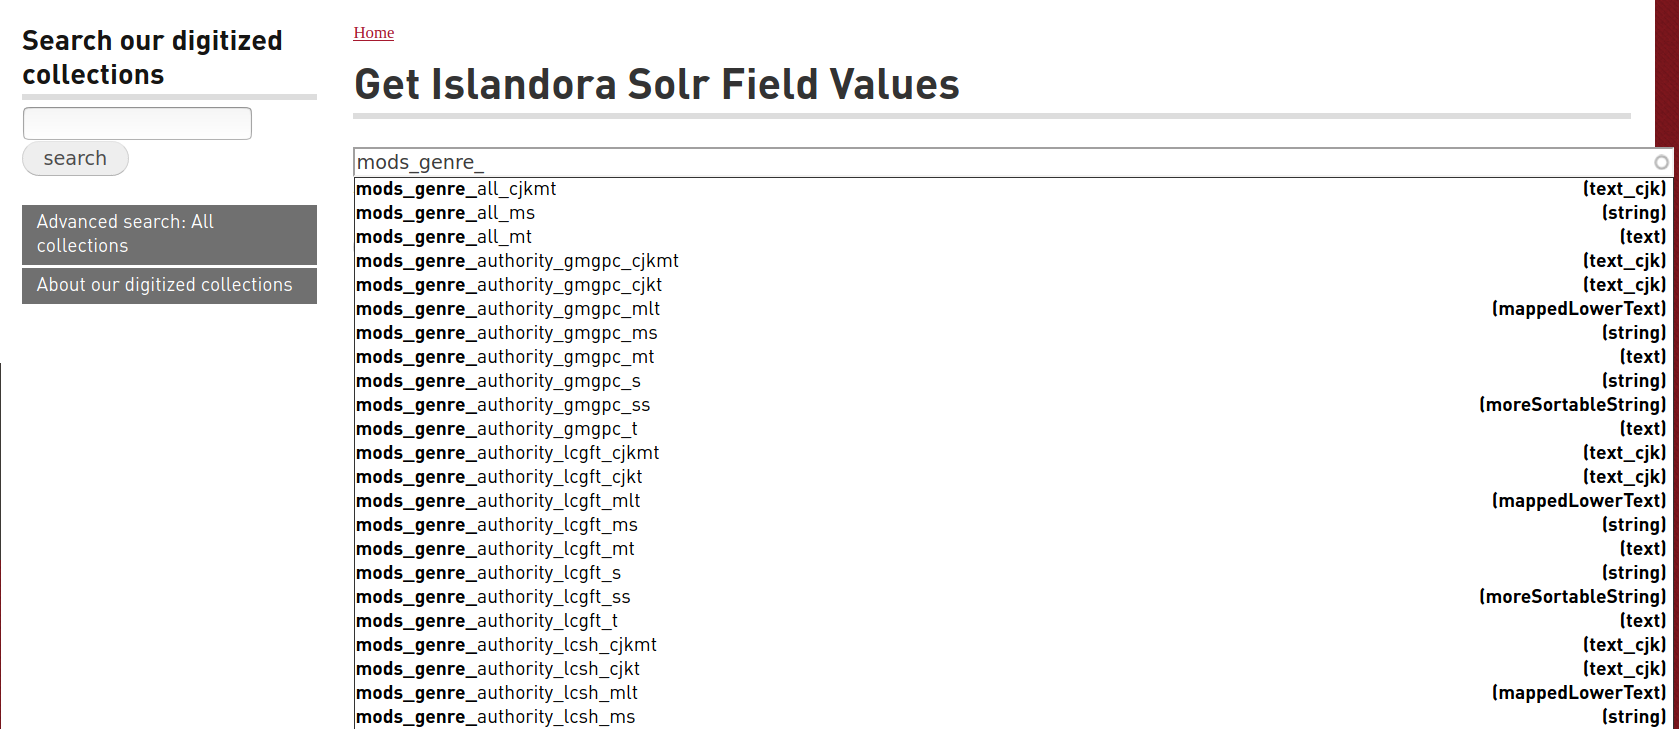 Search our digitized
collections
search
Advanced search: All
collections
About our digitized collections
Home
Get Islandora Solr Field Values
mods_genre_
mods_genre_all_cjkmt (text_cjk)
mods_genre_all_ms (string)
mods_genre_all_mt (text)
mods_genre_authority_gmgpc_cjkmt (text_cjk)
mods_genre_authority_gmgpc_cjkt (text_cjk)
mods_genre_authority_gmgpc_mlt (mappedLowerText)
mods_genre_authority_gmgpc_ms (string)
mods_genre_authority_gmgpc_mt (text)
mods_genre_authority_gmgpc_s (string)
mods_genre_authority_gmgpc_ss (moreSortableString)
mods_genre_authority_gmgpc_t (text)
mods_genre_authority_lcgft_cjkmt (text_cjk)
mods_genre_authority_lcgft_cjkt (text_cjk)
mods_genre_authority_lcgft_mlt (mappedLowerText)
mods_genre_authority_lcgft_ms (string)
mods_genre_authority_lcgft_mt (text)
mods_genre_authority_lcgft_s (string)
mods_genre_authority_lcgft_ss (moreSortableString)
mods_genre_authority_lcgft_t (text)
mods_genre_authority_lcsh_cjkmt (text_cjk)
mods_genre_authority_lcsh_cjkt (text_cjk)
mods_genre_authority_lcsh_mlt (mappedLowerText)
mods_genre_authority_lcsh_ms (string)